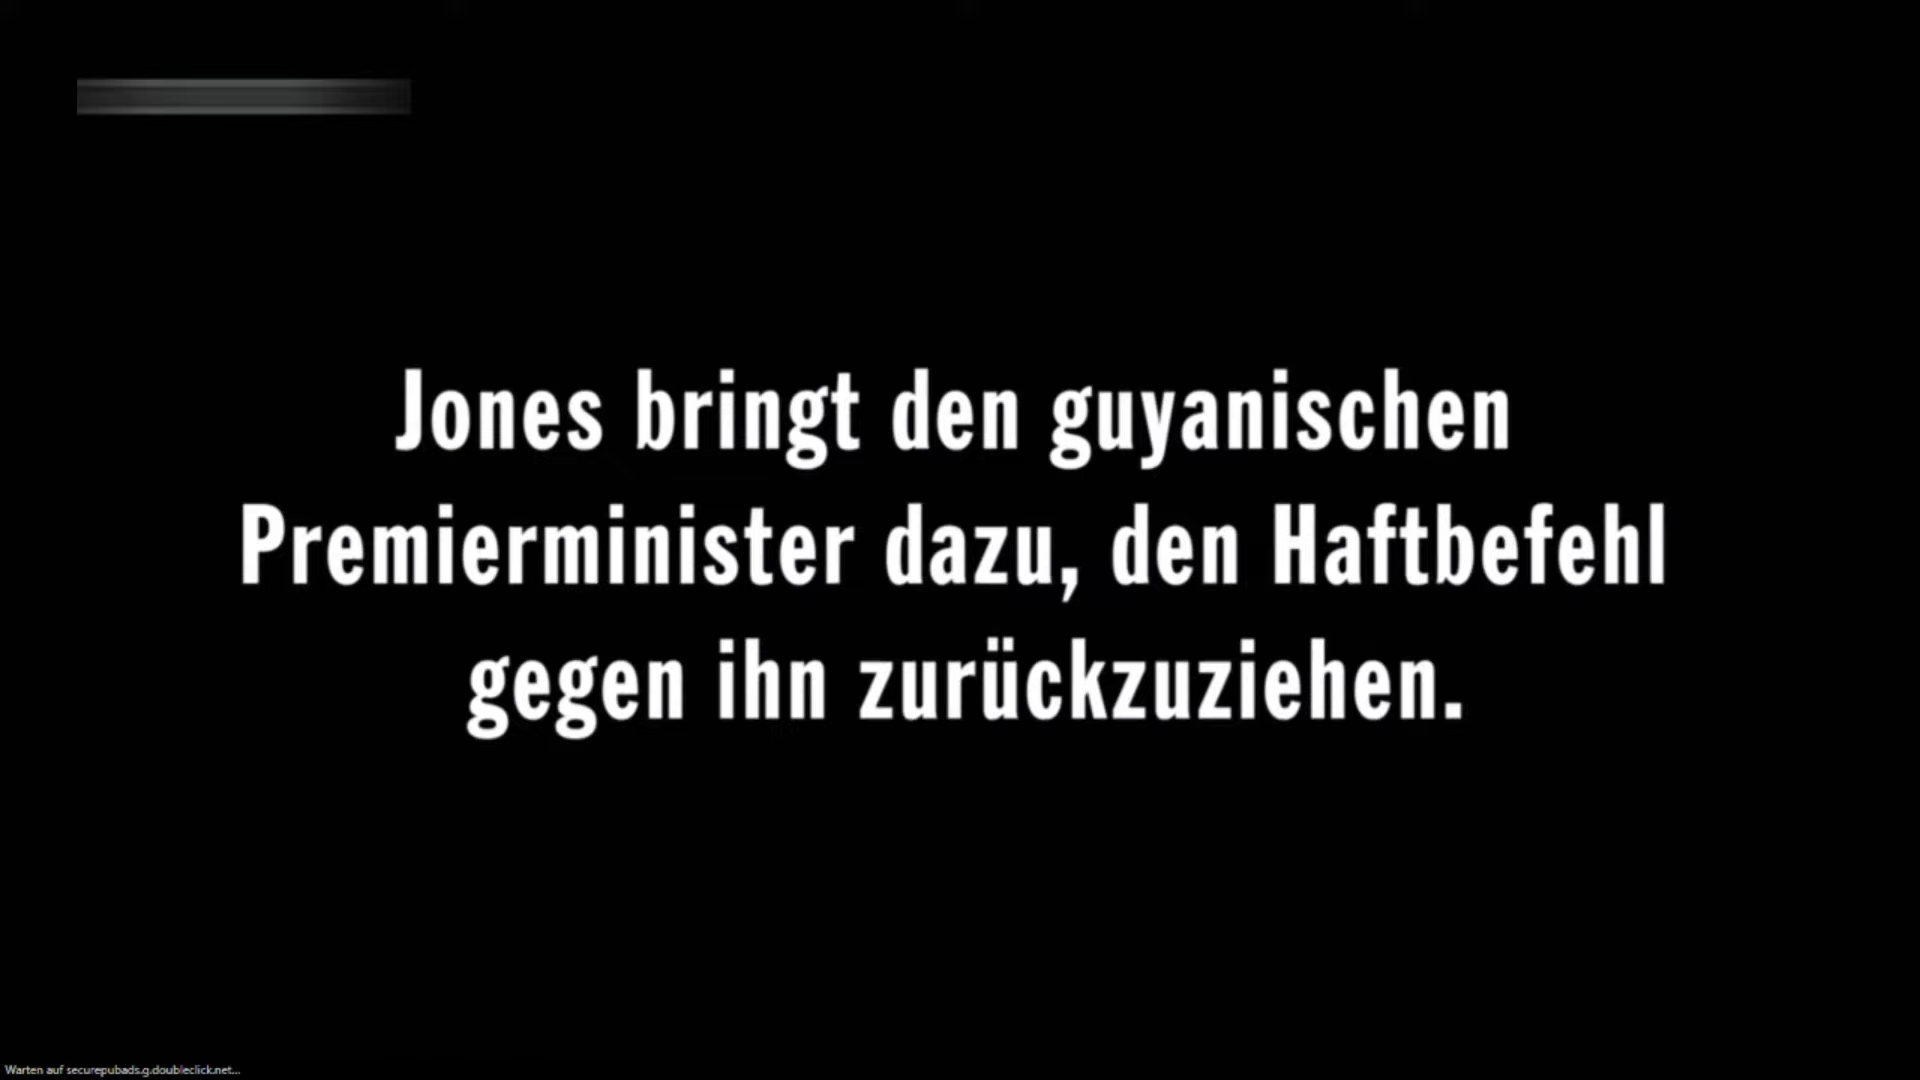 Jones bringt den guyanischen
Premierminister dazu, den Haftbefehl
gegen ihn zurückzuziehen.
Warten auf securepubads.g.doubleclick.net...